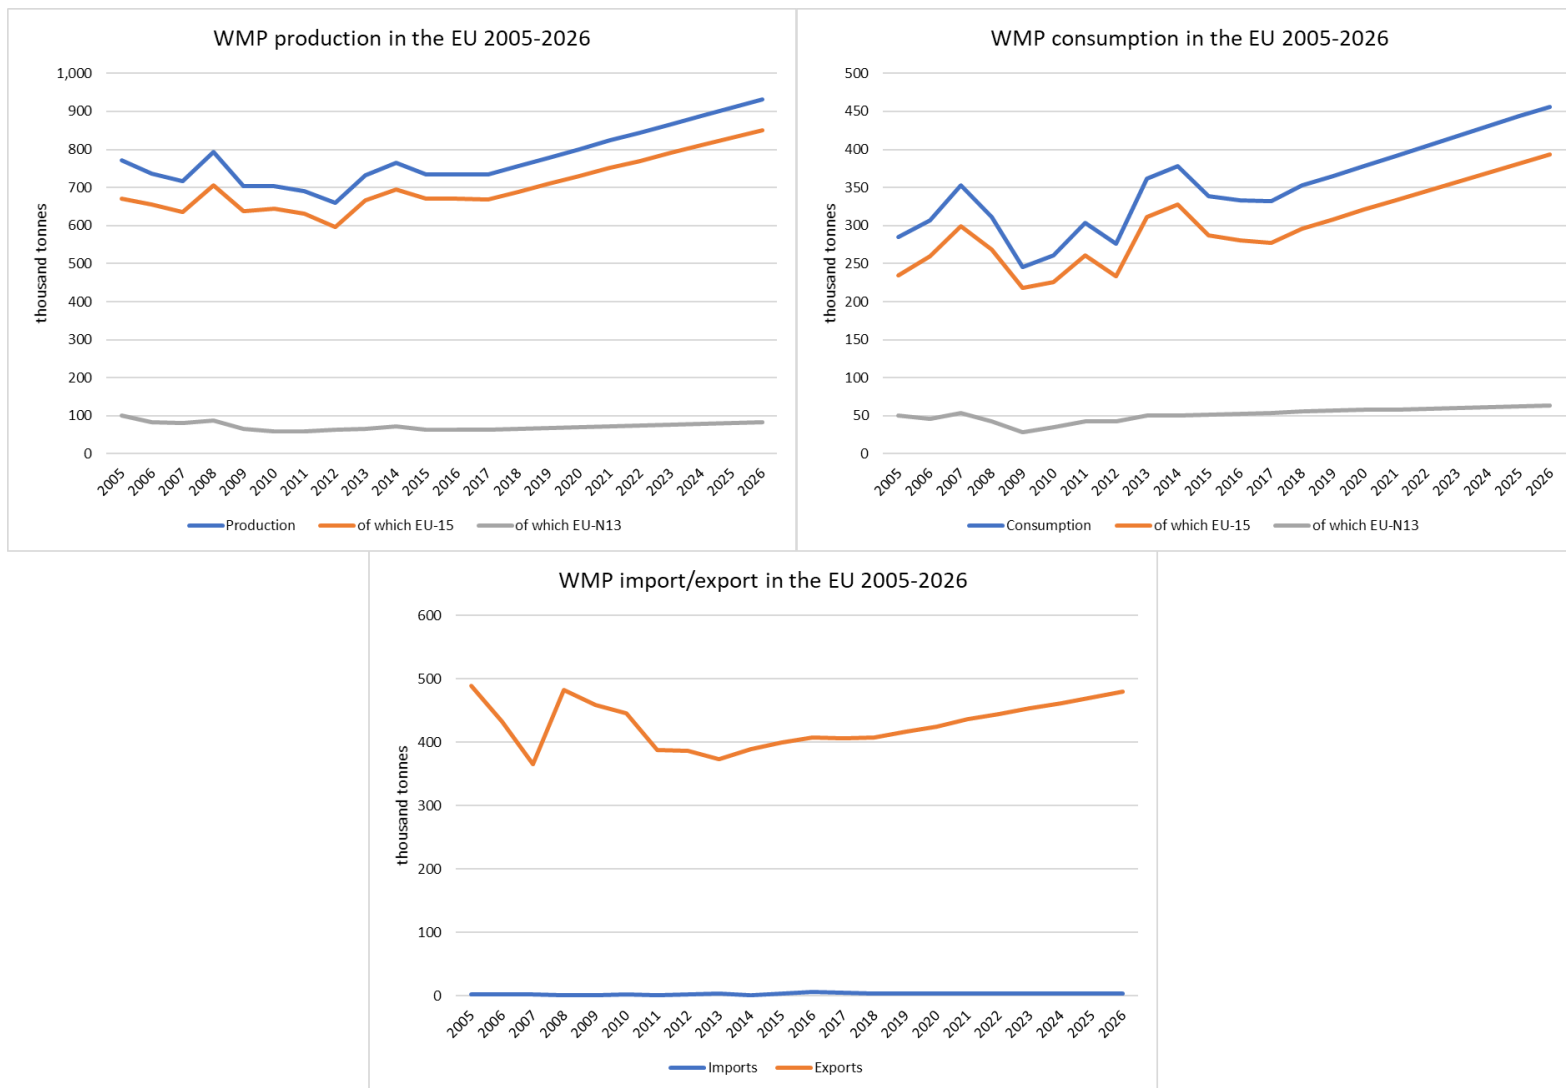 WMP production in the EU 2005-2026
thousand tonnes
1,000
900
800
700
600
500
400
300
200
100
0
2005 2006 2007 2008 2009 2010 2011 2012 2013 2014 2015 2016 2017 2018 2019 2020 2021 2022 2023 2024 2025 2026
Production of which EU-15 of which EU-N13
WMP consumption in the EU 2005-2026
thousand tonnes
500
450
400
350
300
250
200
150
100
50
0
2005 2006 2007 2008 2009 2010 2011 2012 2013 2014 2015 2016 2017 2018 2019 2020 2021 2022 2023 2024 2025 2026
Consumption of which EU-15 of which EU-N13
WMP import/export in the EU 2005-2026
thousand tonnes
600
500
400
300
200
100
0
2005 2006 2007 2008 2009 2010 2011 2012 2013 2014 2015 2016 2017 2018 2019 2020 2021 2022 2023 2024 2025 2026
Imports Exports